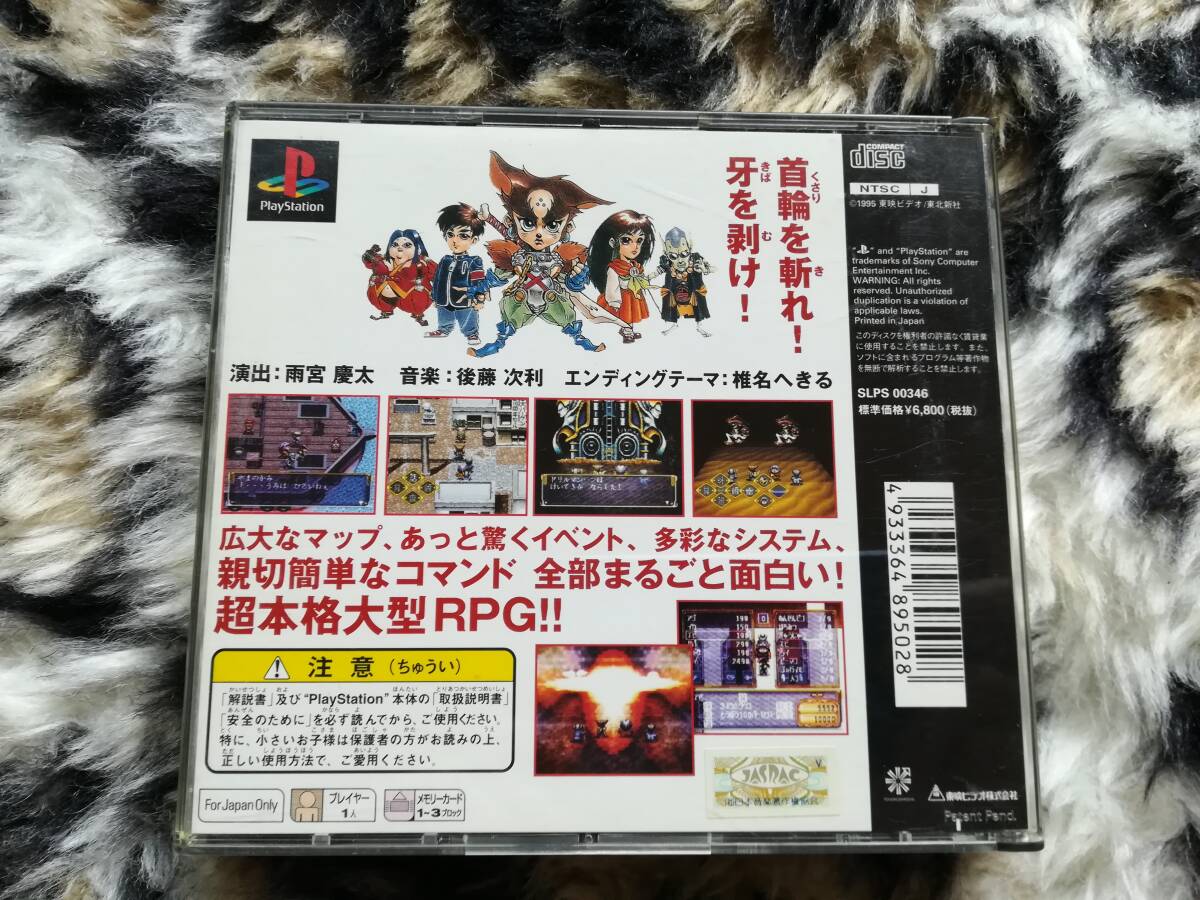 PlayStation
首輪を斬れ!
牙を剥け!
演出:雨宮 慶太 音楽:後藤 次利 エンディングテーマ:椎名へきる
広大なマップ、あっと驚くイベント、多彩なシステム、
親切簡単なコマンド 全部まるごと面白い!
超本格大型RPG!!
注意(ちゅうい)
「解説書」及び“PlayStation”本体の「取扱説明書」
「安全のために」を必ず読んでから、ご使用ください。
特に、小さいお子様は保護者の方がお読みの上、
正しい使用方法で、ご愛用ください。
For Japan Only
プレイヤー
1人
メモリーカード
1~3ブロック
JASRAC
COMPACT
disc
NTSC J
©1995 東映ビデオ/東北新社
" " and "PlayStation" are
trademarks of Sony Computer
Entertainment Inc.
WARNING: All rights
reserved. Unauthorized
duplication is a violation of
applicable laws.
Printed in Japan
このディスクを権利者の許諾なく賃貸業
に使用することを禁止します。また、
ソフトに含まれるプログラム等著作物
を無断で解析することを禁止します。
SLPS 00346
標準価格¥6,800(税抜)
4 933364 895028
東映ビデオ株式会社
Patent Pend.